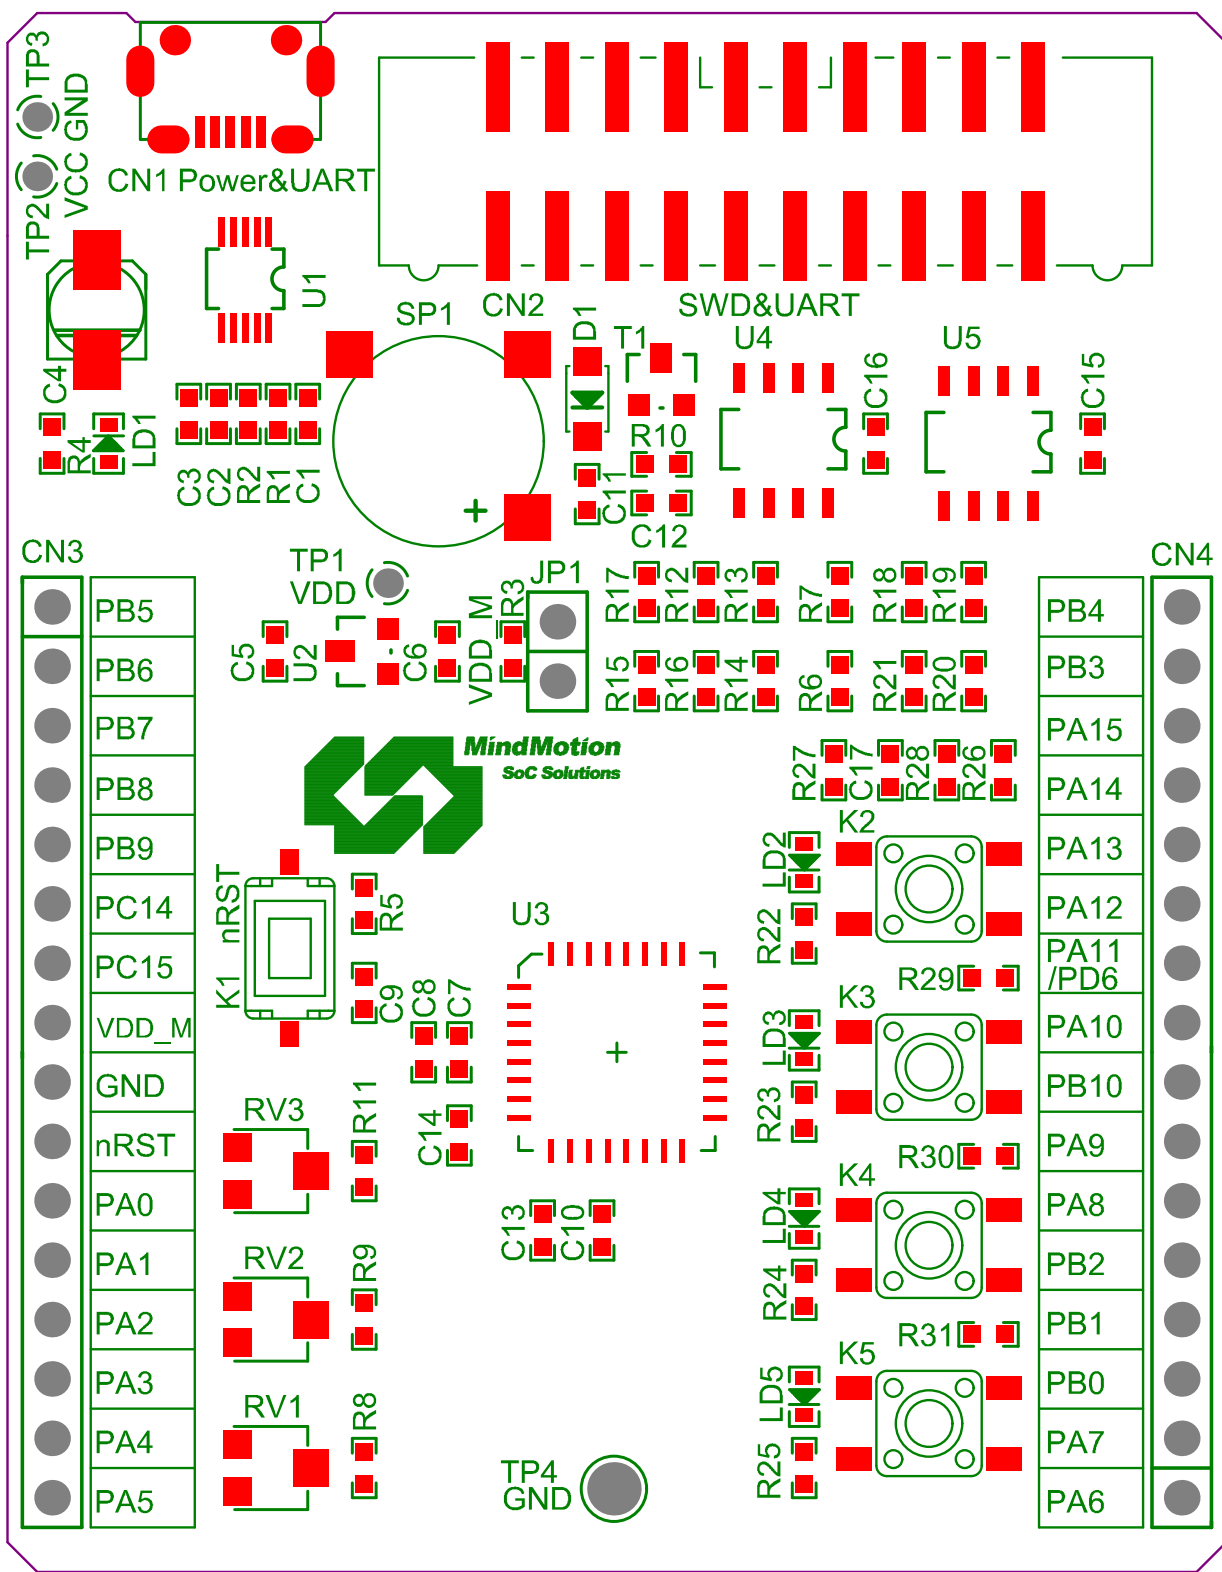 TP3
GND
VCC
TP2
CN1 Power&UART
U1
SP1
CN2
D1
SWD&UART
T1
U4
U5
C4
R4
LD1
C3
C2
R2
R1
C1
R10
C11
C12
C16
C15
CN3
TP1
VDD
C5
U2
C6
VDD_M
R3
JP1
R17
R12
R13
R7
R18
R19
R15
R16
R14
R6
R21
R20
CN4
MindMotion
SoC Solutions
R27
C17
R28
R26
PB5
PB6
PB7
PB8
PB9
PC14
PC15
VDD_M
GND
nRST
PA0
PA1
PA2
PA3
PA4
PA5
K1 nRST
R5
C9
C8
C7
U3
C14
RV3
R11
RV2
R9
RV1
R8
C13
C10
TP4
GND
K2
LD2
R22
R29
K3
LD3
R23
R30
K4
LD4
R24
R31
K5
LD5
R25
PB4
PB3
PA15
PA14
PA13
PA12
PA11
/PD6
PA10
PB10
PA9
PA8
PB2
PB1
PB0
PA7
PA6